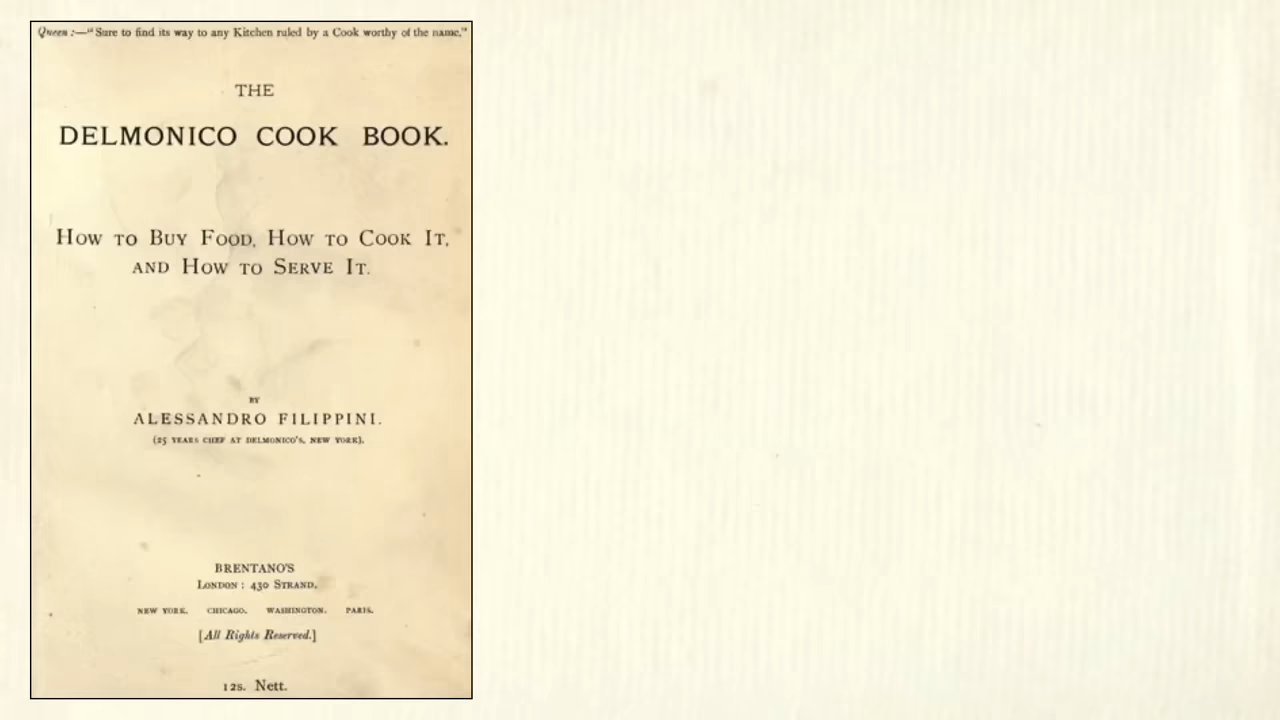 Queen :—"Sure to find its way to any Kitchen ruled by a Cook worthy of the name."
THE
DELMONICO COOK BOOK.
How to Buy Food, How to Cook It,
and How to Serve It.
BY
ALESSANDRO FILIPPINI.
(25 YEARS CHEF AT DELMONICO'S, NEW YORK).
BRENTANO'S
London : 430 Strand.
NEW YORK. CHICAGO. WASHINGTON. PARIS.
[All Rights Reserved.]
12s. Nett.